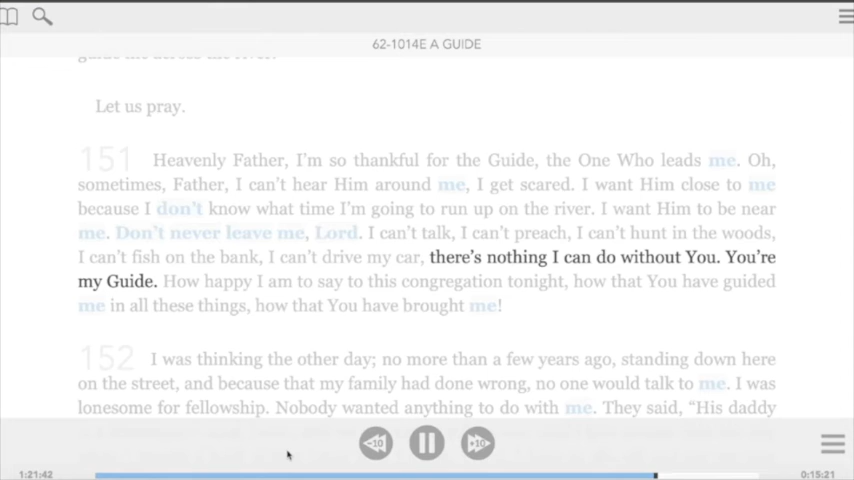 62-1014E A GUIDE
guide me across the river.
Let us pray.
151 Heavenly Father, I'm so thankful for the Guide, the One Who leads me. Oh,
sometimes, Father, I can't hear Him around me, I get scared. I want Him close to me
because I don't know what time I'm going to run up on the river. I want Him to be near
me. Don't never leave me, Lord. I can't talk, I can't preach, I can't hunt in the woods,
I can't fish on the bank, I can't drive my car, there's nothing I can do without You. You're
my Guide. How happy I am to say to this congregation tonight, how that You have guided
me in all these things, how that You have brought me!
152 I was thinking the other day; no more than a few years ago, standing down here
on the street, and because that my family had done wrong, no one would talk to me. I was
lonesome for fellowship. Nobody wanted anything to do with me. They said, “His daddy
-10 +10
1:21:42 0:15:21